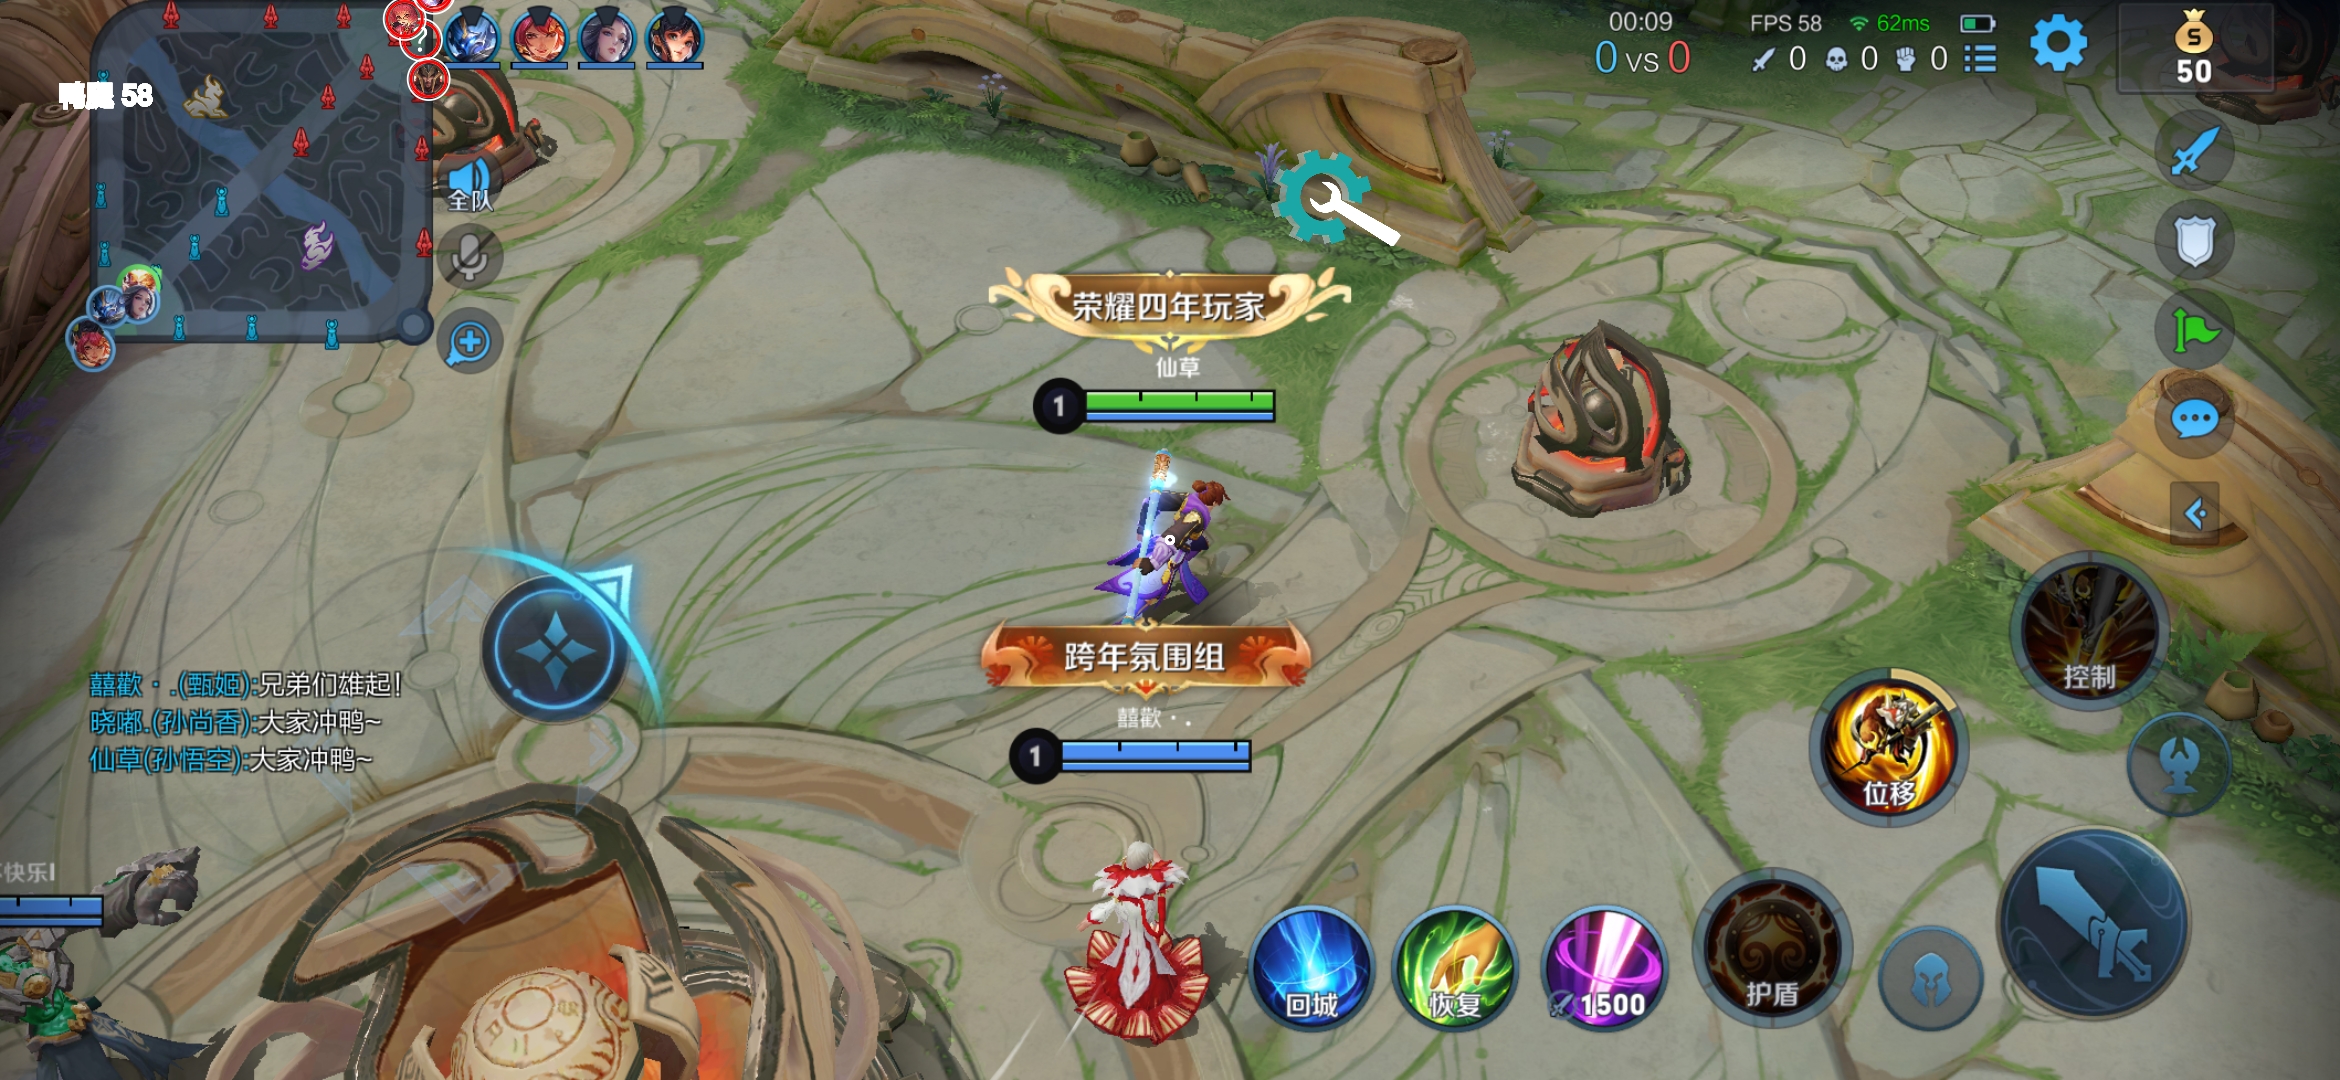 00:09
FPS 58
62ms
0 VS 0
0
0
0
50
58
全队
荣耀四年玩家
仙草
1
跨年氛围组
囍歡·.
1
囍歡·.(甄姬):兄弟们雄起!
晓嘟.(孙尚香):大家冲鸭~
仙草(孙悟空):大家冲鸭~
快乐!
控制
位移
护盾
回城
恢复
1500